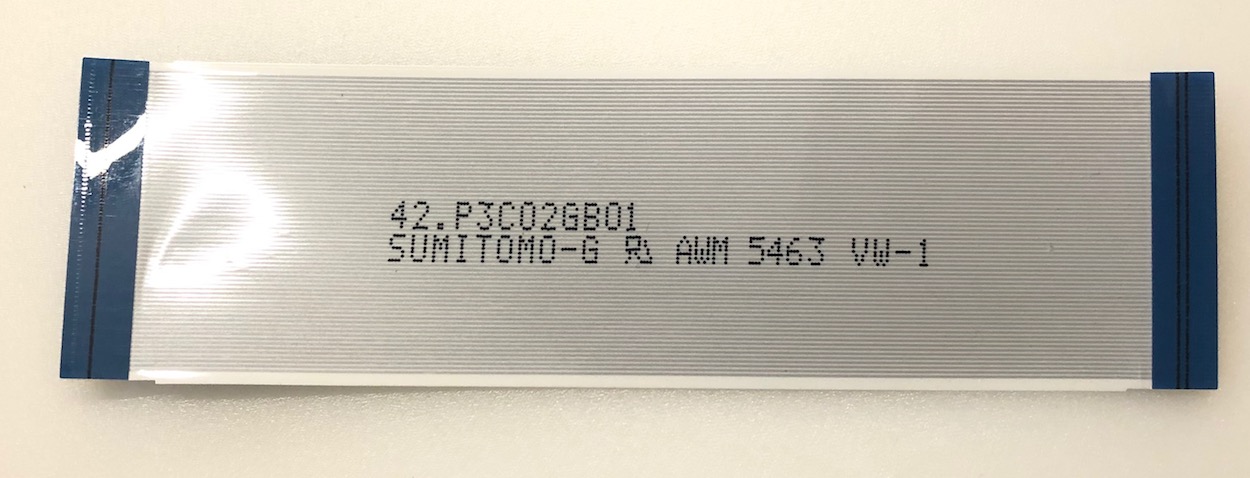 42.P3C02GB01
SUMITOMO-G AWM 5463 VW-1